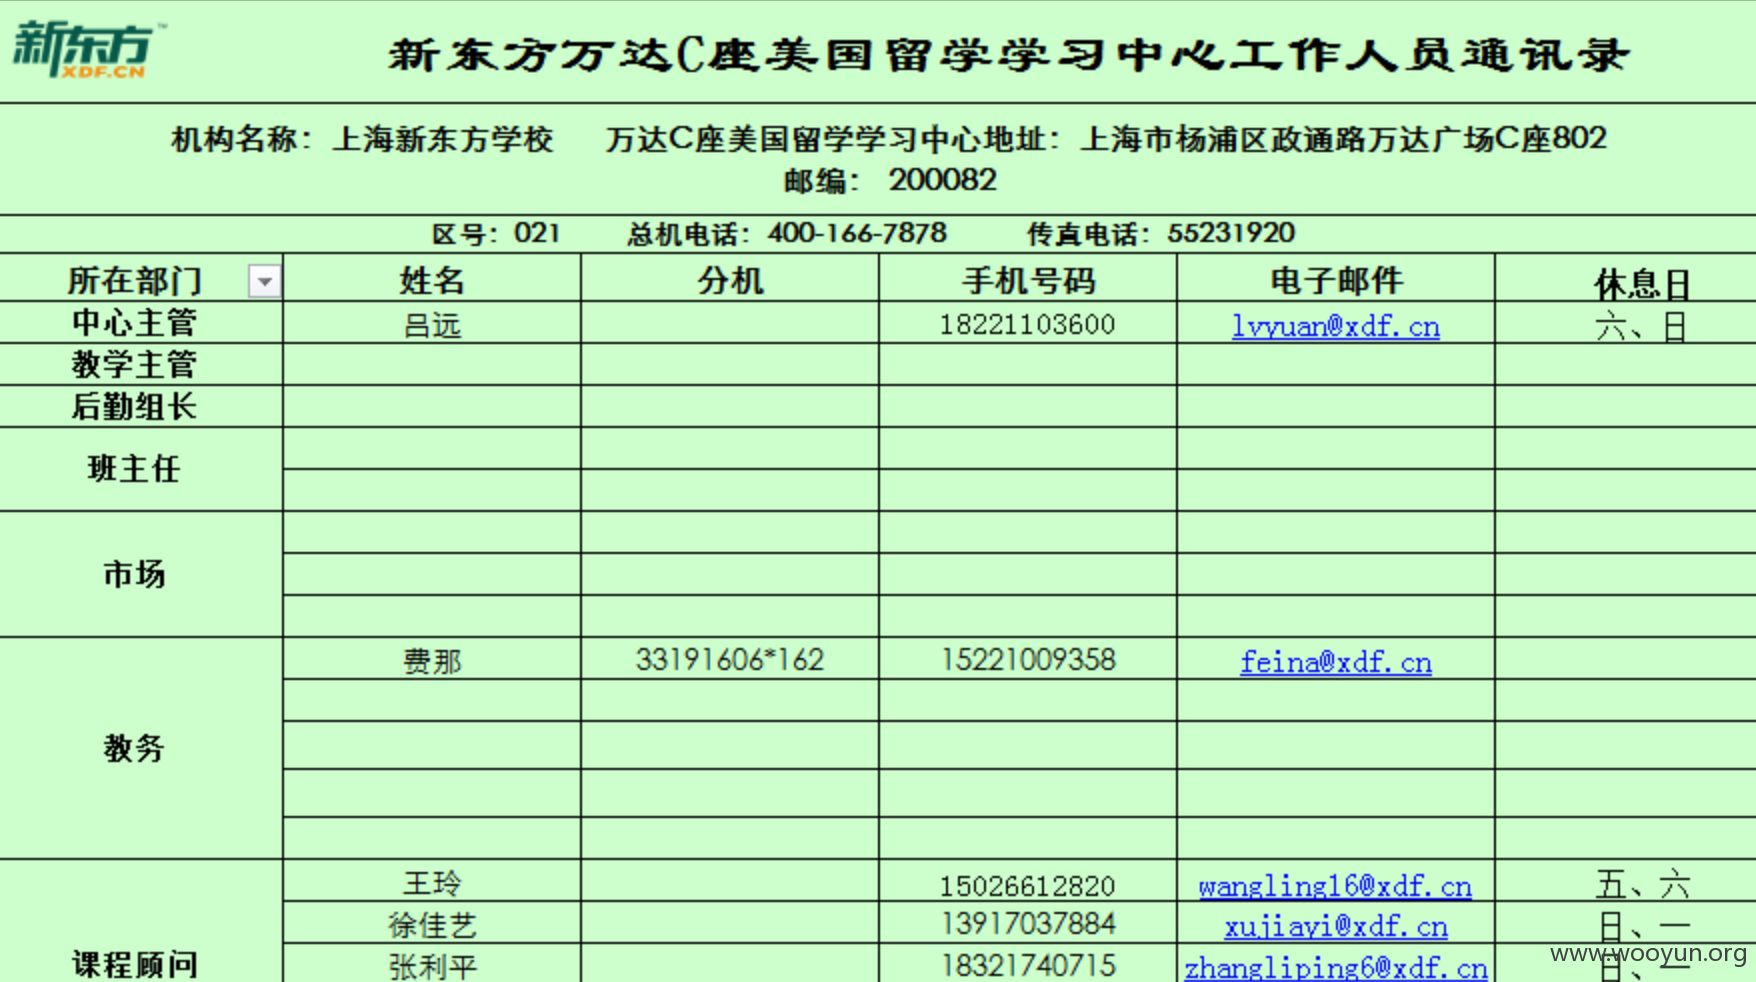 新东方™
XDF.CN
新东方万达C座美国留学学习中心工作人员通讯录
机构名称：上海新东方学校 万达C座美国留学学习中心地址：上海市杨浦区政通路万达广场C座802
邮编： 200082
区号：021 总机电话：400-166-7878 传真电话：55231920
所在部门 姓名 分机 手机号码 电子邮件 休息日
中心主管 吕远 18221103600 lvyuan@xdf.cn 六、日
教学主管
后勤组长
班主任
市场
教务 费那 33191606*162 15221009358 feina@xdf.cn
课程顾问
王玲 15026612820 wangling16@xdf.cn 五、六
徐佳艺 13917037884 xujiayi@xdf.cn 日、一
张利平 18321740715 zhangliping6@xdf.cn 日、一
www.wooyun.org